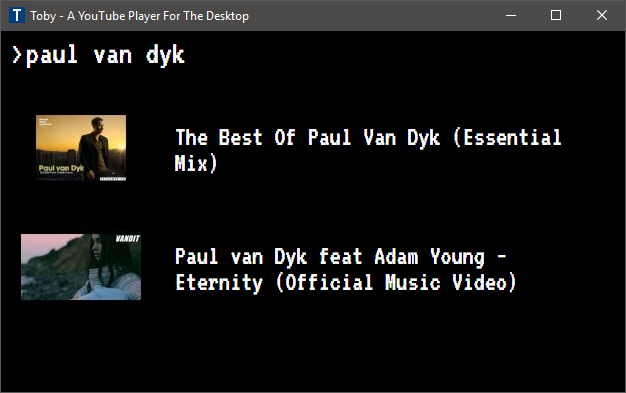 T Toby - A YouTube Player For The Desktop
>paul van dyk
Paul van Dyk
The Best Of Paul Van Dyk (Essential
Mix)
VANDIT
Paul van Dyk feat Adam Young -
Eternity (Official Music Video)